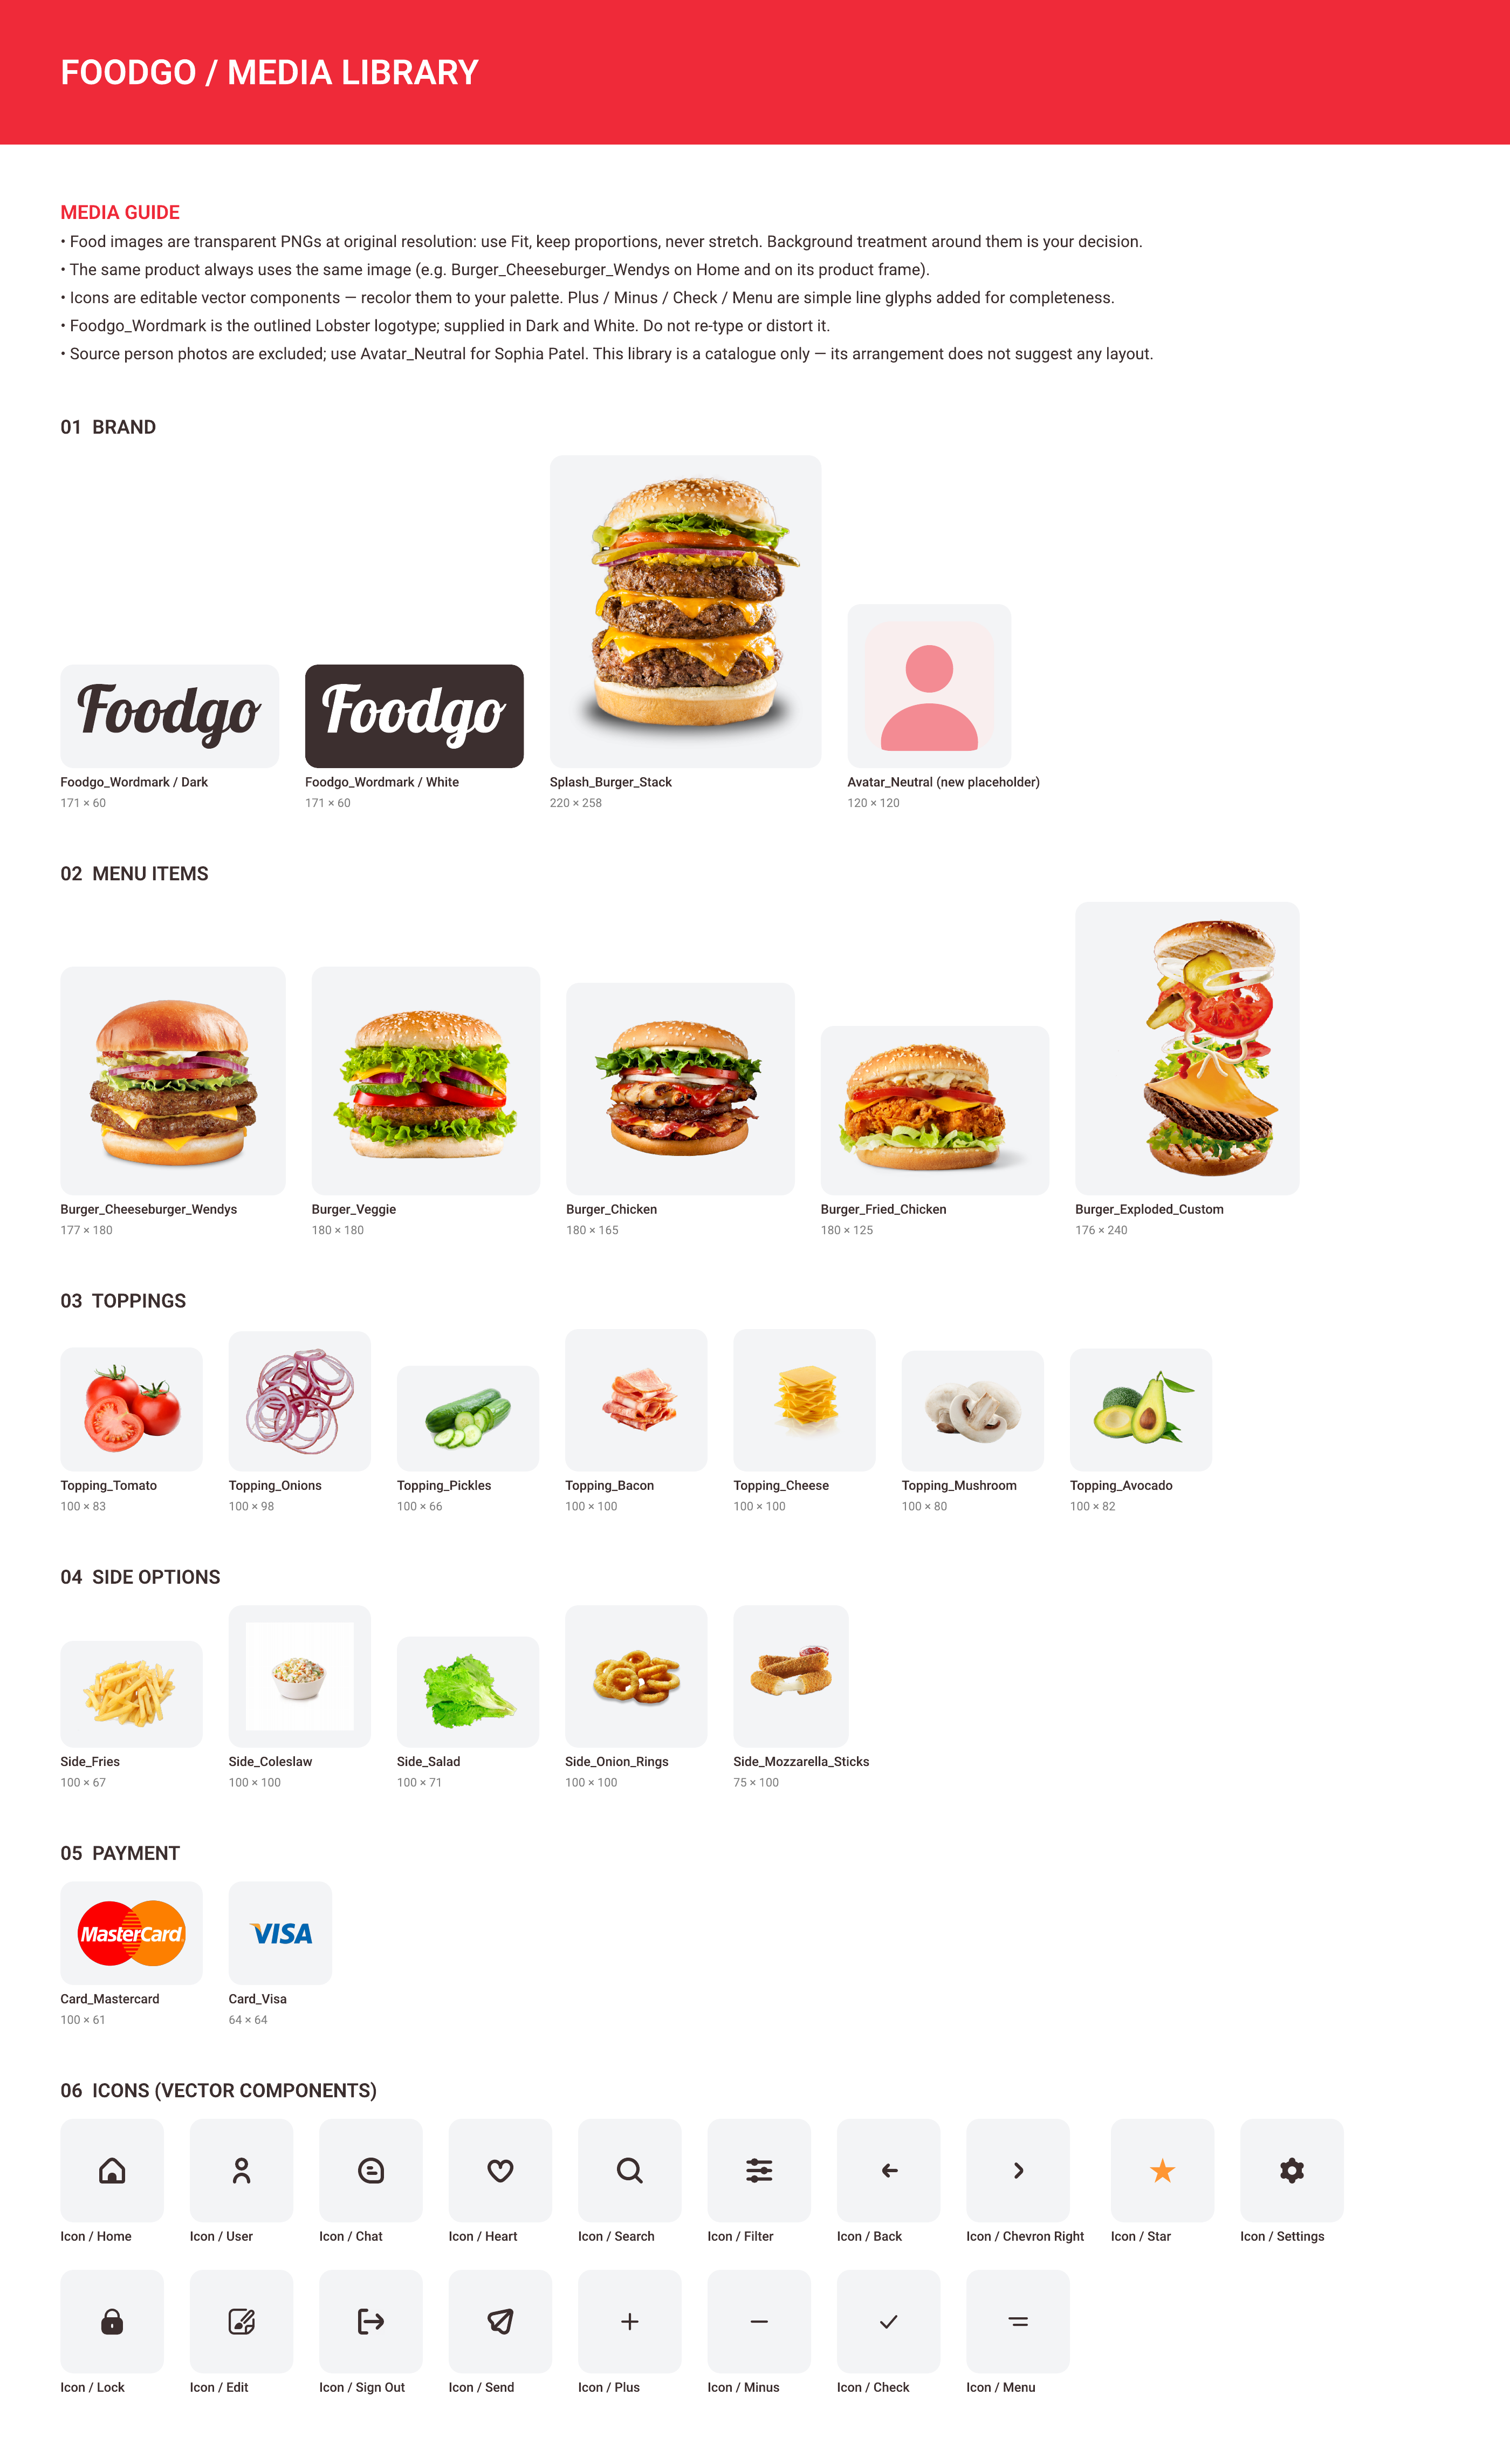 FOODGO / MEDIA LIBRARY
MEDIA GUIDE
• Food images are transparent PNGs at original resolution: use Fit, keep proportions, never stretch. Background treatment around them is your decision.
• The same product always uses the same image (e.g. Burger_Cheeseburger_Wendys on Home and on its product frame).
• Icons are editable vector components — recolor them to your palette. Plus / Minus / Check / Menu are simple line glyphs added for completeness.
• Foodgo_Wordmark is the outlined Lobster logotype; supplied in Dark and White. Do not re-type or distort it.
• Source person photos are excluded; use Avatar_Neutral for Sophia Patel. This library is a catalogue only — its arrangement does not suggest any layout.
01 BRAND
Foodgo
Foodgo
Foodgo_Wordmark / Dark
Foodgo_Wordmark / White
Splash_Burger_Stack
Avatar_Neutral (new placeholder)
171 × 60
171 × 60
220 × 258
120 × 120
02 MENU ITEMS
Burger_Cheeseburger_Wendys
Burger_Veggie
Burger_Chicken
Burger_Fried_Chicken
Burger_Exploded_Custom
177 × 180
180 × 180
180 × 165
180 × 125
176 × 240
03 TOPPINGS
Topping_Tomato
Topping_Onions
Topping_Pickles
Topping_Bacon
Topping_Cheese
Topping_Mushroom
Topping_Avocado
100 × 83
100 × 98
100 × 66
100 × 100
100 × 100
100 × 80
100 × 82
04 SIDE OPTIONS
Side_Fries
Side_Coleslaw
Side_Salad
Side_Onion_Rings
Side_Mozzarella_Sticks
100 × 67
100 × 100
100 × 71
100 × 100
75 × 100
05 PAYMENT
MasterCard
VISA
Card_Mastercard
Card_Visa
100 × 61
64 × 64
06 ICONS (VECTOR COMPONENTS)
Icon / Home
Icon / User
Icon / Chat
Icon / Heart
Icon / Search
Icon / Filter
Icon / Back
Icon / Chevron Right
Icon / Star
Icon / Settings
Icon / Lock
Icon / Edit
Icon / Sign Out
Icon / Send
Icon / Plus
Icon / Minus
Icon / Check
Icon / Menu